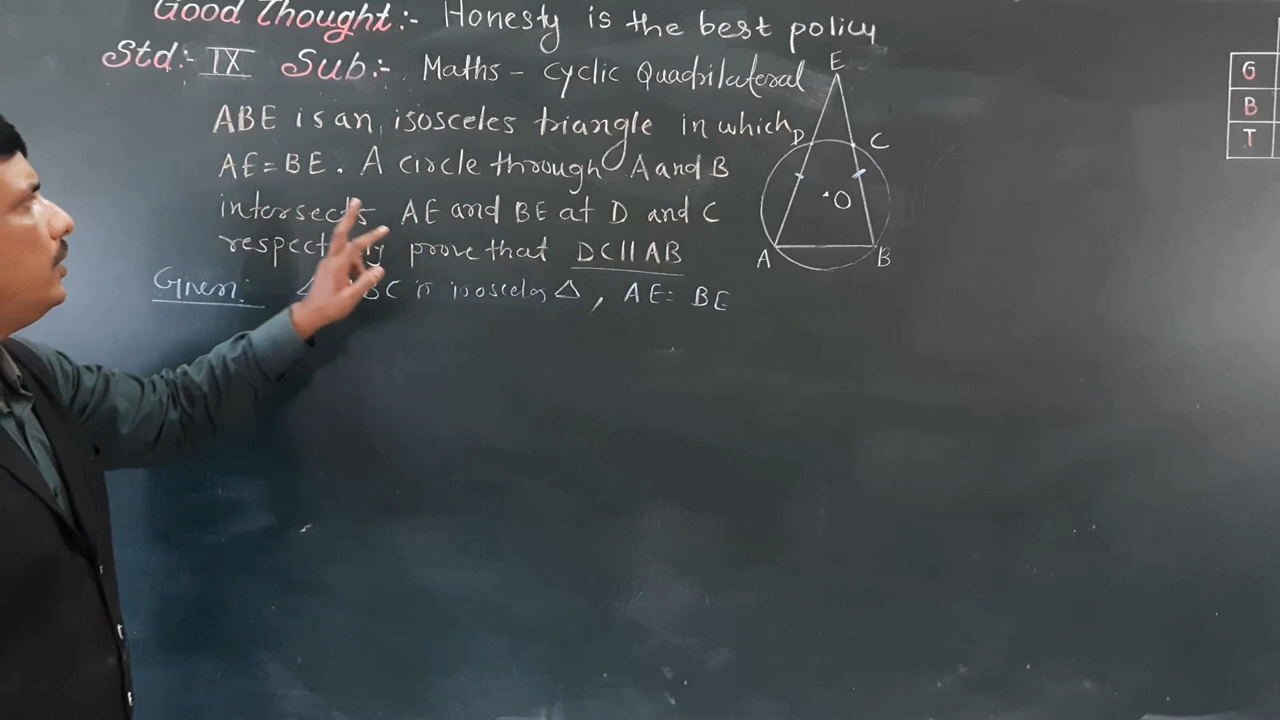 Good Thought:- Honesty is the best policy
Std:- IX Sub:- Maths - Cyclic Quadrilateral
ABE is an isosceles triangle in which
AE=BE. A circle through A and B
intersects AE and BE at D and C
prove that DC||AB
Given: is isosceles △, AE= BE
E
D C
O
A B
G
B
T